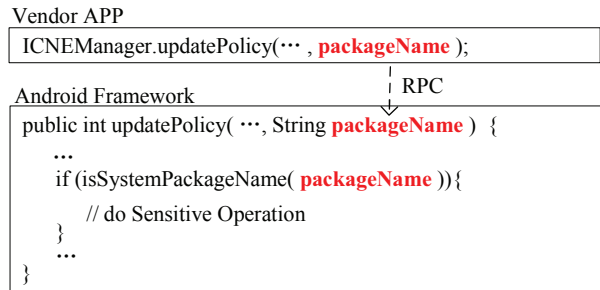 Vendor APP
ICNEManager.updatePolicy(··· , packageName );
RPC
Android Framework
public int updatePolicy( ···, String packageName ) {
···
if (isSystemPackageName( packageName )){
// do Sensitive Operation
}
···
}